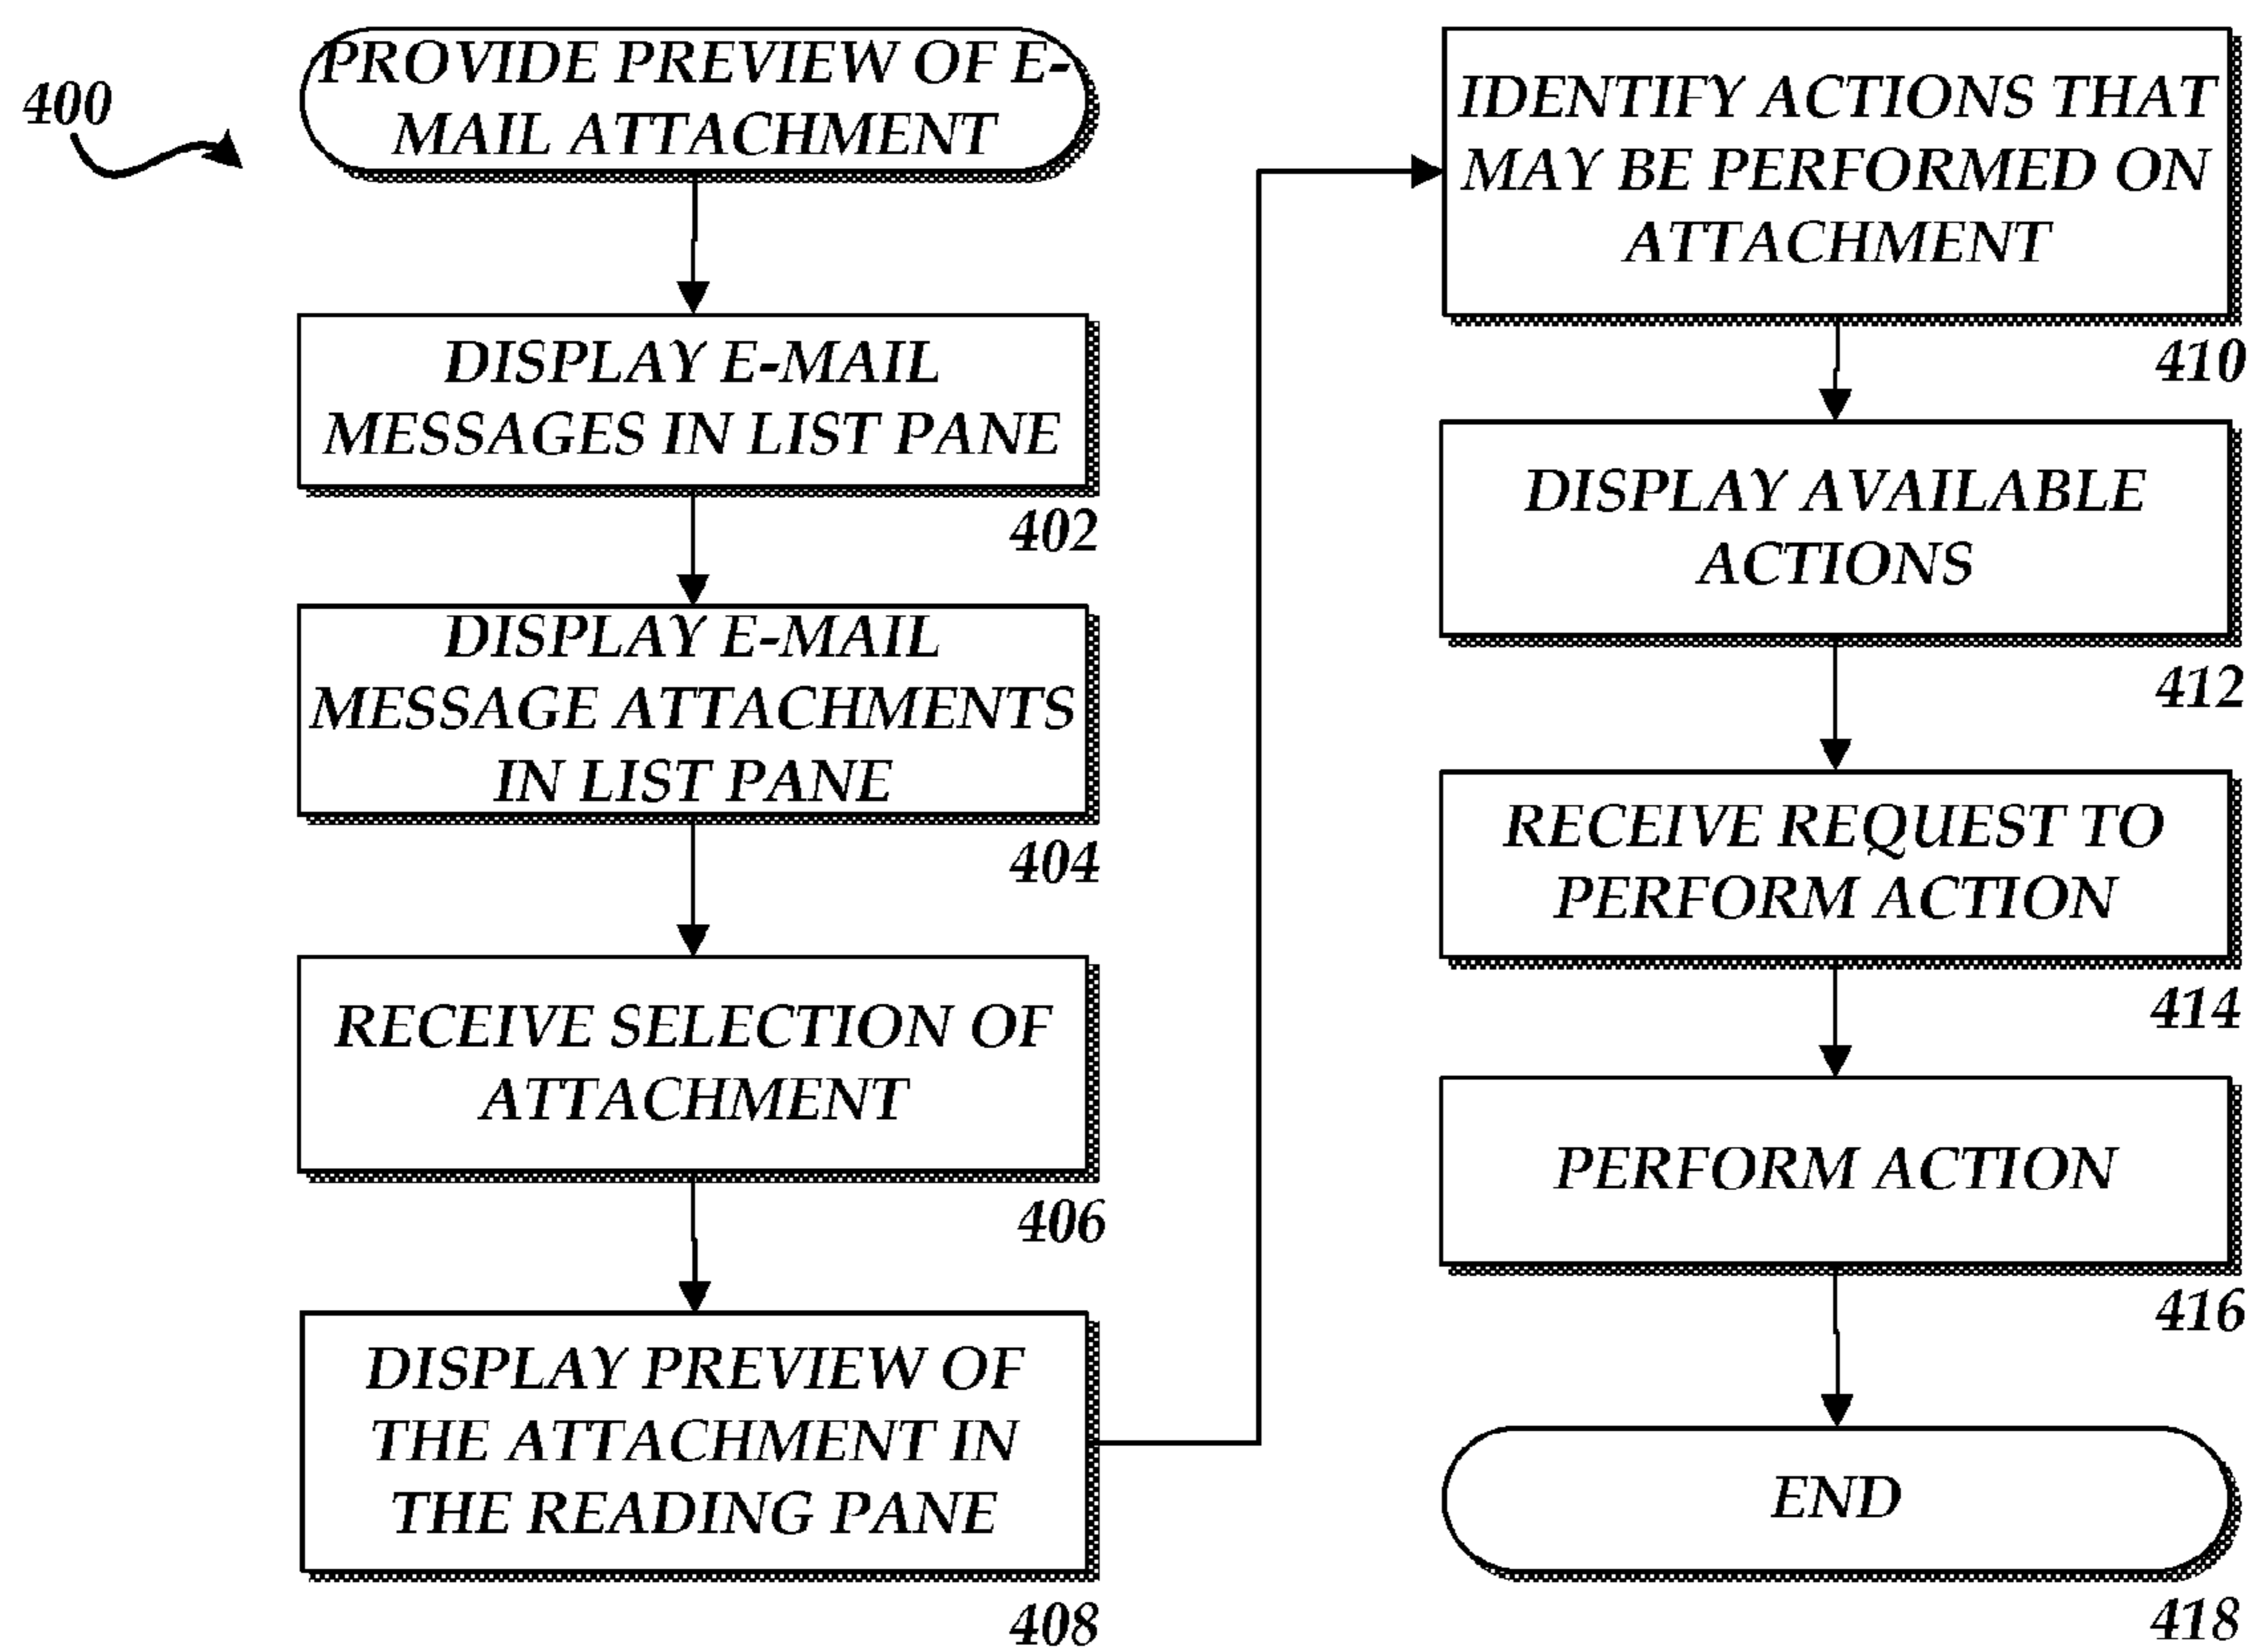 400
PROVIDE PREVIEW OF E-
MAIL ATTACHMENT
DISPLAY E-MAIL
MESSAGES IN LIST PANE
402
DISPLAY E-MAIL
MESSAGE ATTACHMENTS
IN LIST PANE
404
RECEIVE SELECTION OF
ATTACHMENT
406
DISPLAY PREVIEW OF
THE ATTACHMENT IN
THE READING PANE
408
IDENTIFY ACTIONS THAT
MAY BE PERFORMED ON
ATTACHMENT
410
DISPLAY AVAILABLE
ACTIONS
412
RECEIVE REQUEST TO
PERFORM ACTION
414
PERFORM ACTION
416
END
418